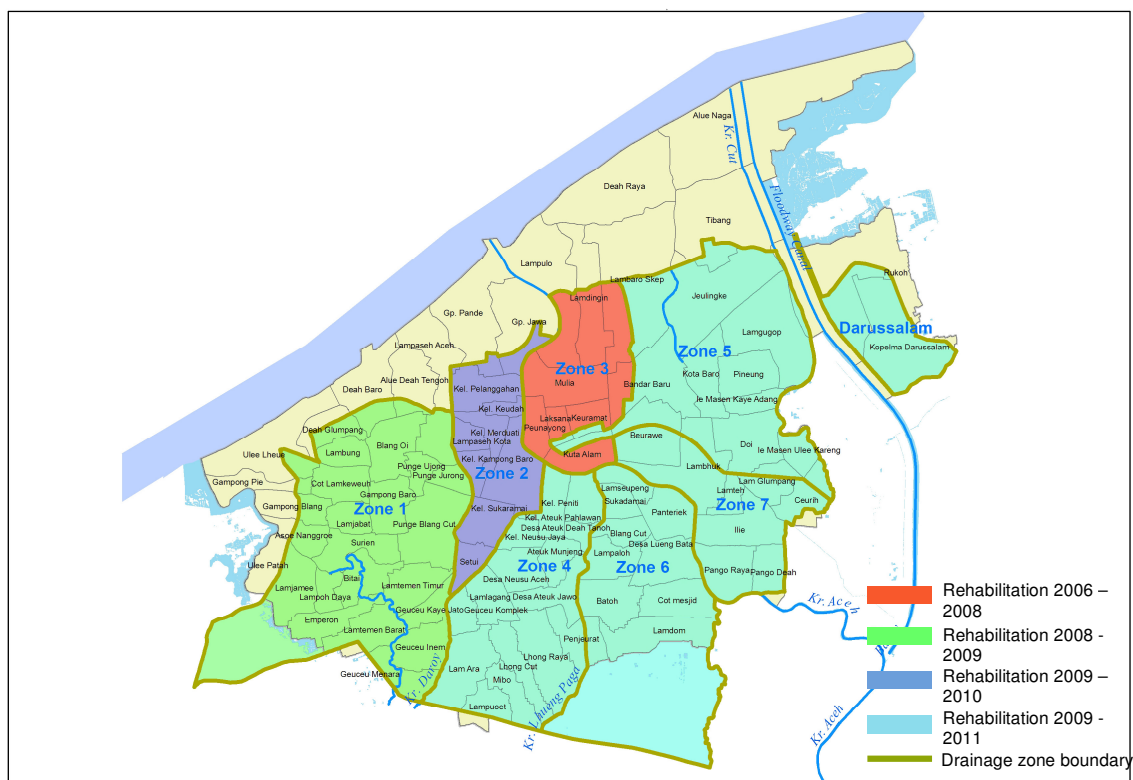 Alue Naga
Kr. Cut
Deah Raya
Tibang
Floodway Canal
Lampulo
Lambaro Skep
Rukoh
Lamdingin
Jeulingke
Gp. Pande
Gp. Jawa
Darussalam
Lamgugop
Lampaseh Aceh
Zone 5
Kopelma Darussalam
Zone 3
Kota Baro
Pineung
Alue Deah Tengoh
Mulia
Bandar Baru
Deah Baro
Kel. Pelanggahan
Ie Masen Kaye Adang
Kel. Keudah
Laksana
Keuramat
Deah Glumpang
Peunayong
Kel. Merduati
Beurawe
Blang Oi
Lampaseh Kota
Doi
Lambung
Ie Masen Ulee Kareng
Ulee Lheue
Kuta Alam
Kel. Kampong Baro
Punge Ujong
Lambhuk
Zone 2
Punge Jurong
Gampong Pie
Cot Lamkeuweuh
Lam Glumpang
Lamseupeng
Lamteh
Gampong Baro
Sukadamai
Ceurih
Zone 1
Kel. Peniti
Zone 7
Gampong Blang
Kel. Sukaramai
Panteriek
Kel. Ateuk Pahlawan
Lamjabat
Punge Blang Cut
Desa Ateuk Deah Tanoh
Ilie
Asoe Nanggroe
Kel. Neusu Jaya
Blang Cut
Surien
Desa Lueng Bata
Ateuk Munjeng
Lampaloh
Setui
Zone 4
Zone 6
Ulee Patah
Pango Raya
Pango Deah
Bitai
Desa Neusu Aceh
Lamjamee
Lamtemen Timur
Lampoh Daya
Lamlagang
Desa Ateuk Jawo
Batoh
Cot mesjid
Kr. Aceh
Geuceu Kaye Jato
Geuceu Komplek
Emperon
Lamtemen Barat
Lamdom
Penjeurat
Geuceu Inem
Lhong Raya
Lam Ara
Lhong Cut
Geuceu Menara
Mibo
Kr. Daroy
Kr. Lhueng Paga
Lampuoct
Kr. Aceh
Rehabilitation 2006 –
2008
Rehabilitation 2008 -
2009
Rehabilitation 2009 -
2010
Rehabilitation 2009 -
2011
Drainage zone boundary